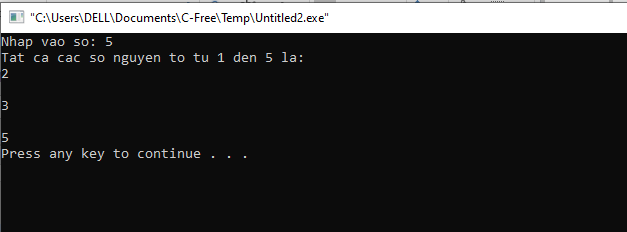 "C:\Users\DELL\Documents\C-Free\Temp\Untitled2.exe"
Nhap vao so: 5
Tat ca cac so nguyen to tu 1 den 5 la:
2
3
5
Press any key to continue . . .